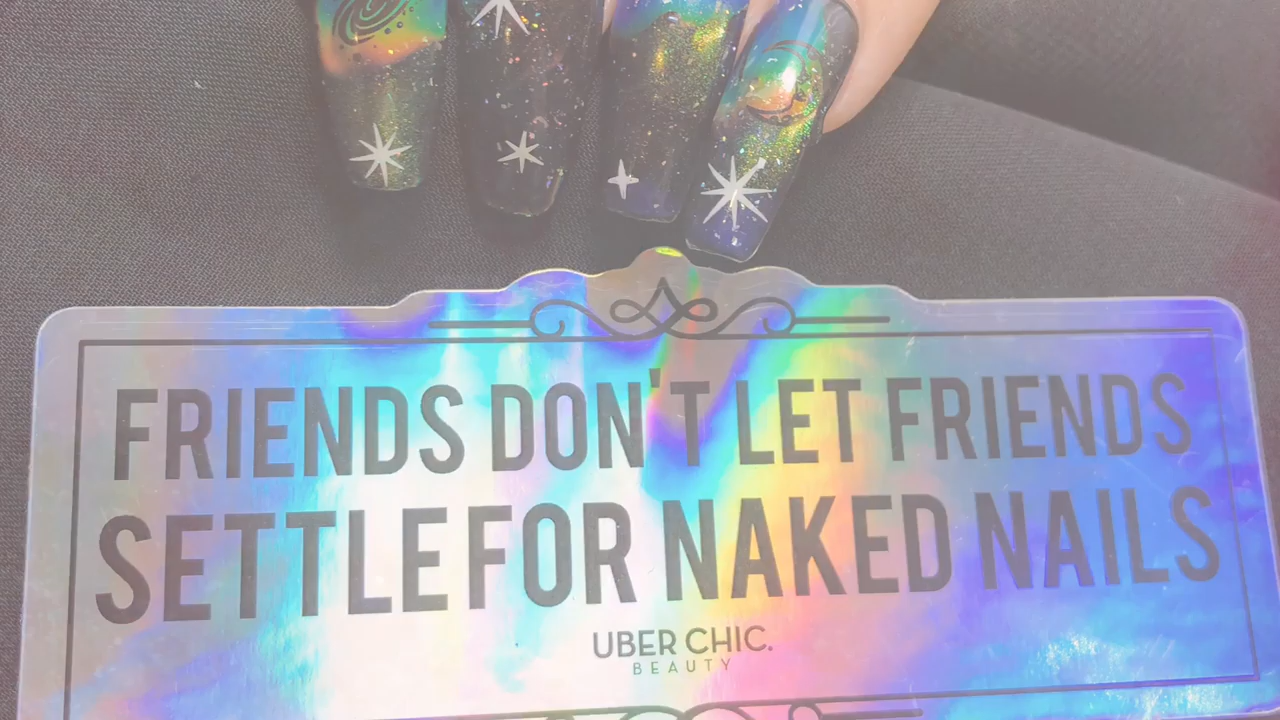 FRIENDS DON'T LET FRIENDS
SETTLE FOR NAKED NAILS
UBER CHIC.
BEAUTY